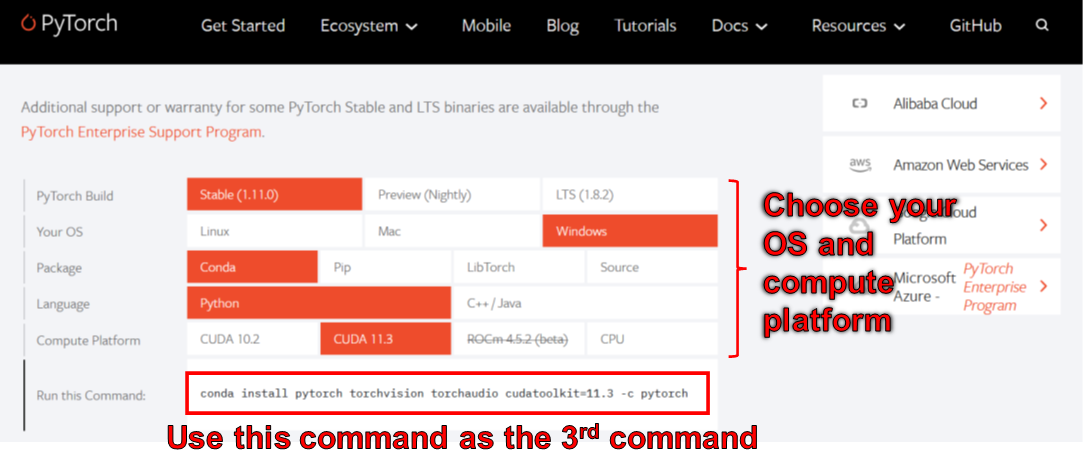 PyTorch Get Started Ecosystem Mobile Blog Tutorials Docs Resources GitHub
Additional support or warranty for some PyTorch Stable and LTS binaries are available through the
PyTorch Enterprise Support Program.
PyTorch Build Stable (1.11.0) Preview (Nightly) LTS (1.8.2)
Your OS Linux Mac Windows
Package Conda Pip LibTorch Source
Language Python C++ / Java
Compute Platform CUDA 10.2 CUDA 11.3 ROCm 4.5.2 (beta) CPU
Run this Command: conda install pytorch torchvision torchaudio cudatoolkit=11.3 -c pytorch
Alibaba Cloud
aws Amazon Web Services
Platform
Microsoft
Azure -
PyTorch
Enterprise
Program
Choose your
OS and
compute
platform
Use this command as the 3rd command